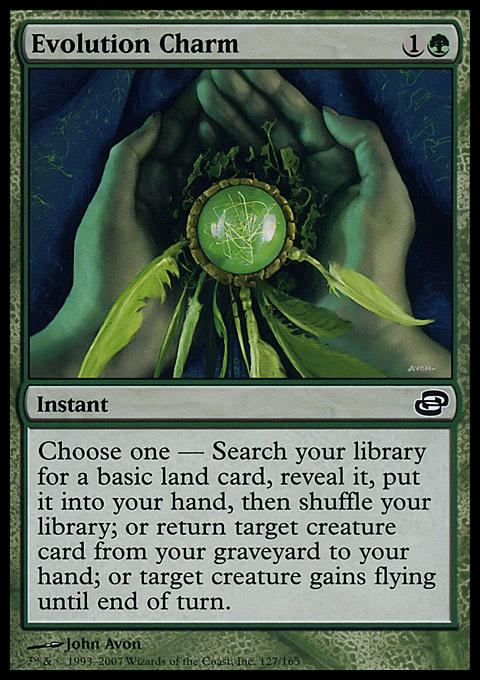 Evolution Charm 1
AVON-
Instant
Choose one — Search your library
for a basic land card, reveal it, put
it into your hand, then shuffle your
library; or return target creature
card from your graveyard to your
hand; or target creature gains flying
until end of turn.
John Avon
™ & © 1993–2007 Wizards of the Coast, Inc. 127/165